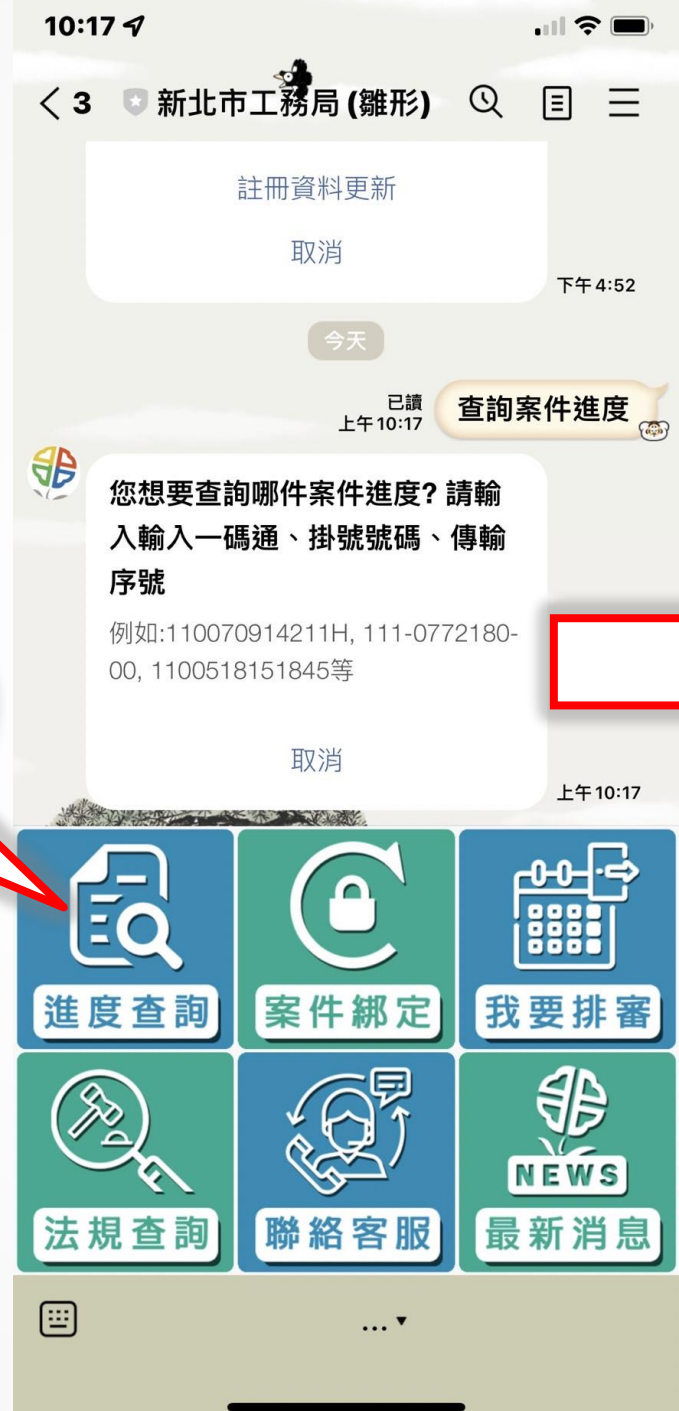 10:17
3 新北市工務局 (雛形)
註冊資料更新
取消
下午 4:52
今天
已讀
上午 10:17
查詢案件進度
您想要查詢哪件案件進度? 請輸
入輸入一碼通、掛號號碼、傳輸
序號
例如:110070914211H, 111-0772180-
00, 1100518151845等
取消
上午 10:17
進度查詢
案件綁定
我要排審
NEWS
法規查詢
聯絡客服
最新消息
... ▾